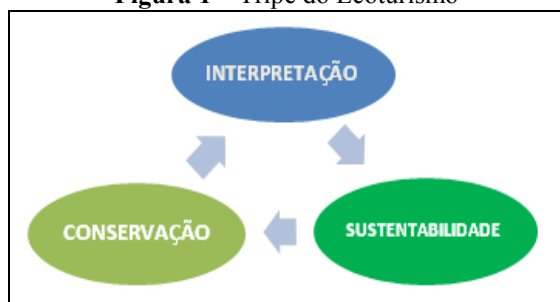 Figura 1 – Tripé do Ecoturismo
INTERPRETAÇÃO
CONSERVAÇÃO
SUSTENTABILIDADE